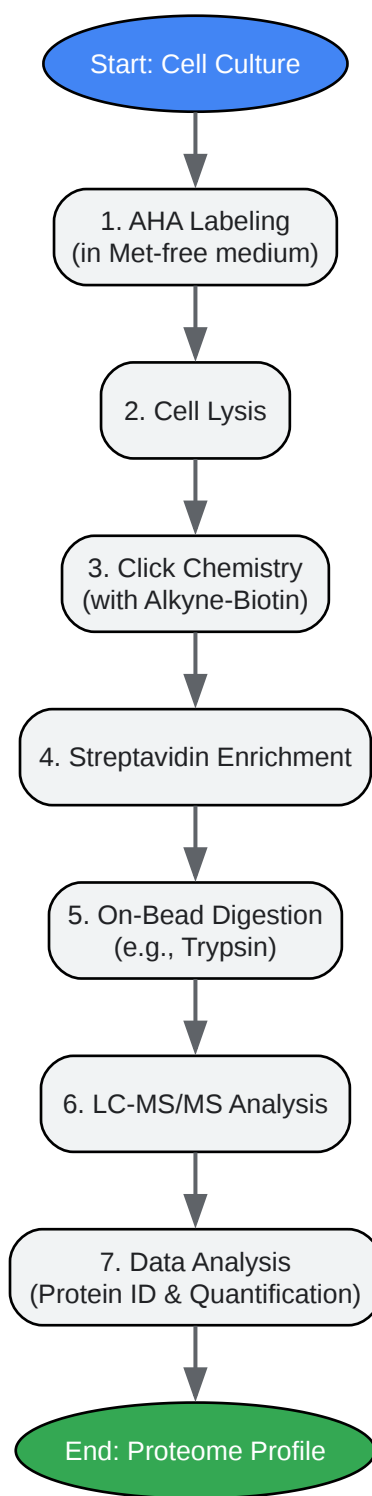 Start: Cell Culture
1. AHA Labeling
(in Met-free medium)
2. Cell Lysis
3. Click Chemistry
(with Alkyne-Biotin)
4. Streptavidin Enrichment
5. On-Bead Digestion
(e.g., Trypsin)
6. LC-MS/MS Analysis
7. Data Analysis
(Protein ID & Quantification)
End: Proteome Profile